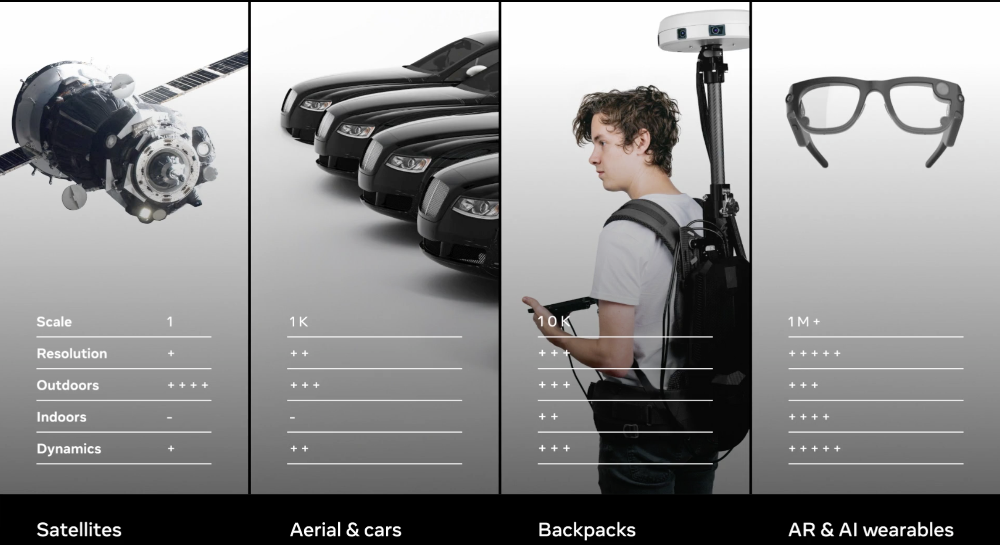 Scale 1 1K 10K 1M+
Resolution + ++ +++ +++++
Outdoors ++++ +++ +++ +++
Indoors - - ++ ++++
Dynamics + ++ +++ +++++
Satellites Aerial & cars Backpacks AR & AI wearables